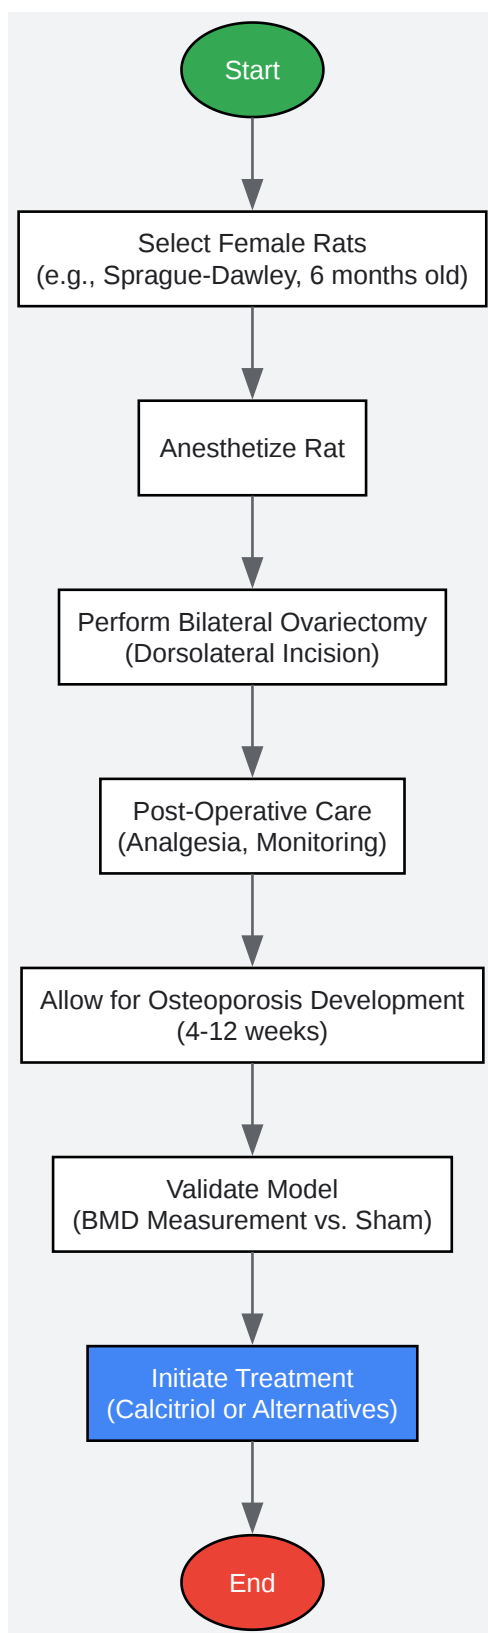 Start
Select Female Rats
(e.g., Sprague-Dawley, 6 months old)
Anesthetize Rat
Perform Bilateral Ovariectomy
(Dorsolateral Incision)
Post-Operative Care
(Analgesia, Monitoring)
Allow for Osteoporosis Development
(4-12 weeks)
Validate Model
(BMD Measurement vs. Sham)
Initiate Treatment
(Calcitriol or Alternatives)
End